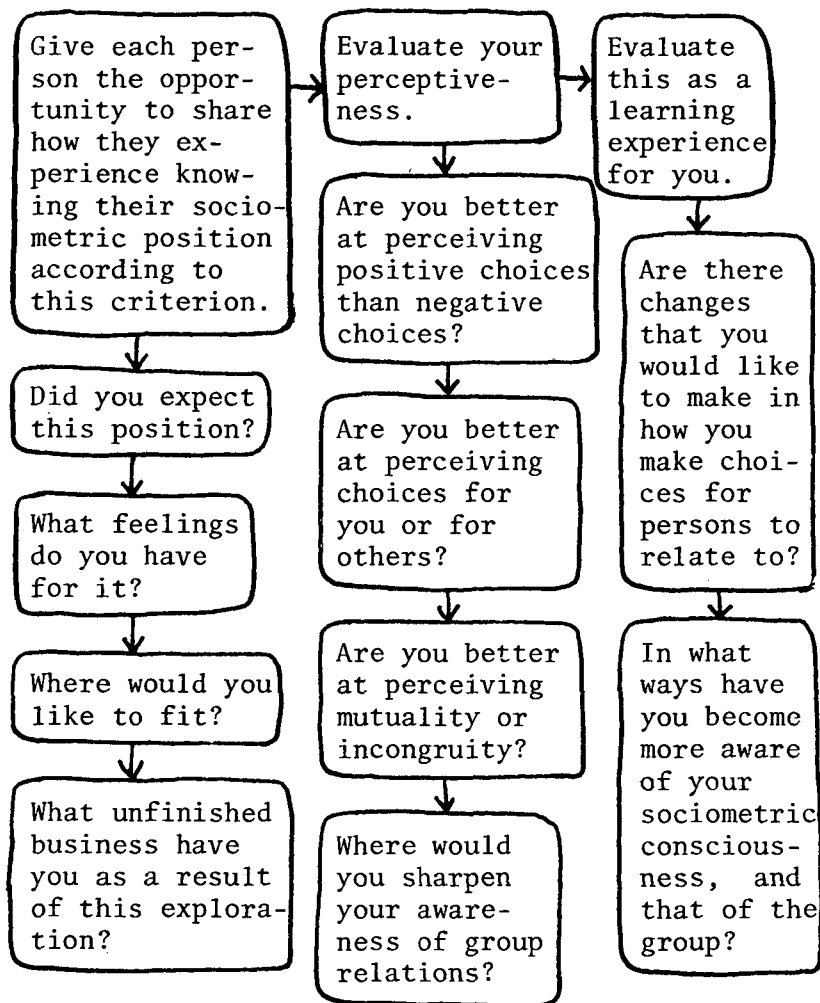 Give each per-
son the oppor-
tunity to share
how they ex-
perience know-
ing their socio-
metric position
according to
this criterion.
Did you expect
this position?
What feelings
do you have
for it?
Where would you
like to fit?
What unfinished
business have
you as a result
of this explora-
tion?
Evaluate your
perceptive-
ness.
Are you better
at perceiving
positive choices
than negative
choices?
Are you better
at perceiving
choices for
you or for
others?
Are you better
at perceiving
mutuality or
incongruity?
Where would
you sharpen
your aware-
ness of group
relations?
Evaluate
this as a
learning
experience
for you.
Are there
changes
that you
would like
to make in
how you
make choi-
ces for
persons to
relate to?
In what
ways have
you become
more aware
of your
sociometric
conscious-
ness, and
that of the
group?